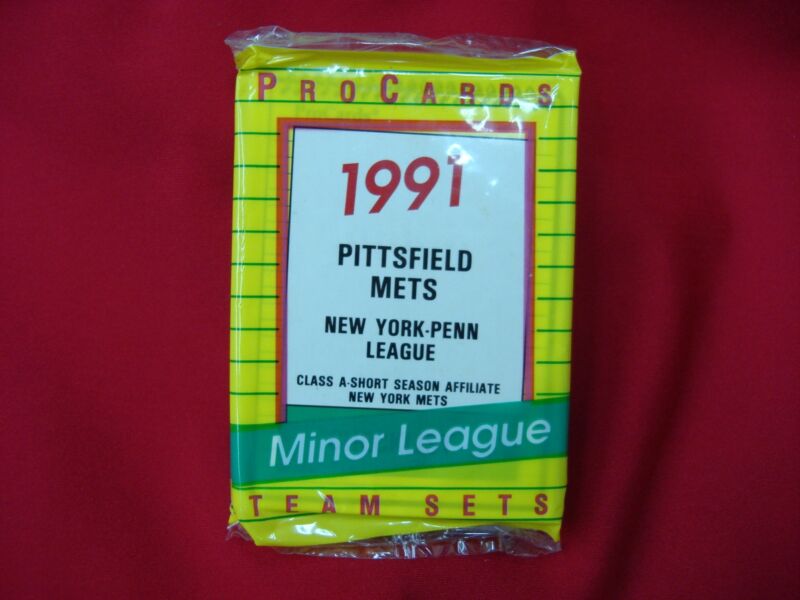 PROCARDS
1991
PITTSFIELD
METS
NEW YORK-PENN
LEAGUE
CLASS A-SHORT SEASON AFFILIATE
NEW YORK METS
Minor League
TEAM SETS